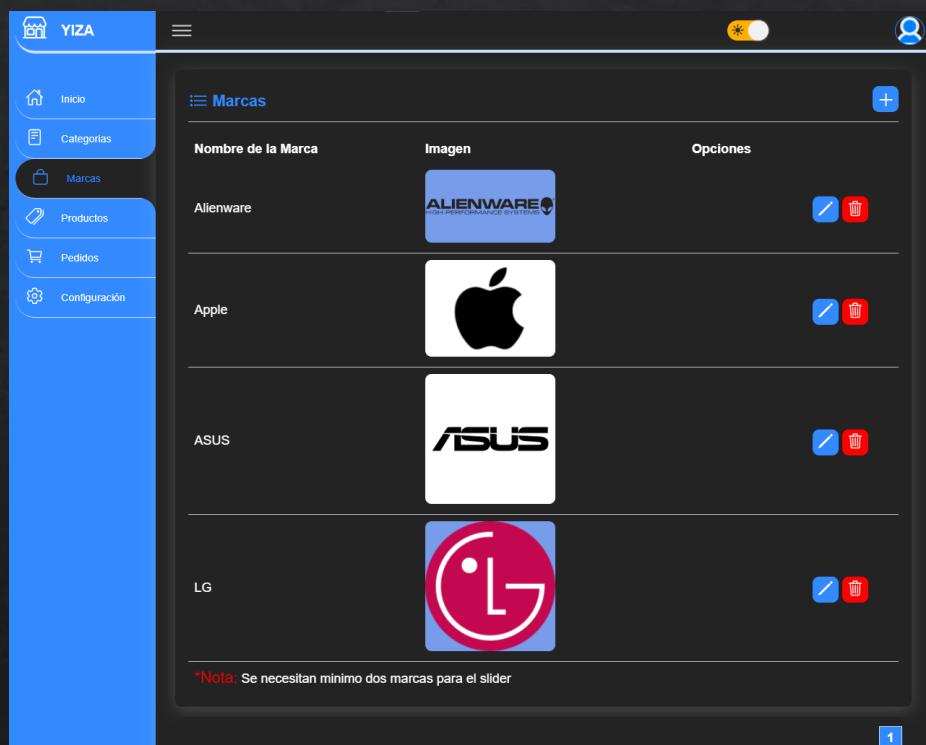 YIZA
Inicio
Categorias
Marcas
Productos
Pedidos
Configuración
Marcas
Nombre de la Marca Imagen Opciones
Alienware
ALIENWARE
HIGH PERFORMANCE SYSTEMS
Apple
ASUS
ASUS
LG
LG
*Nota: Se necesitan minimo dos marcas para el slider
1